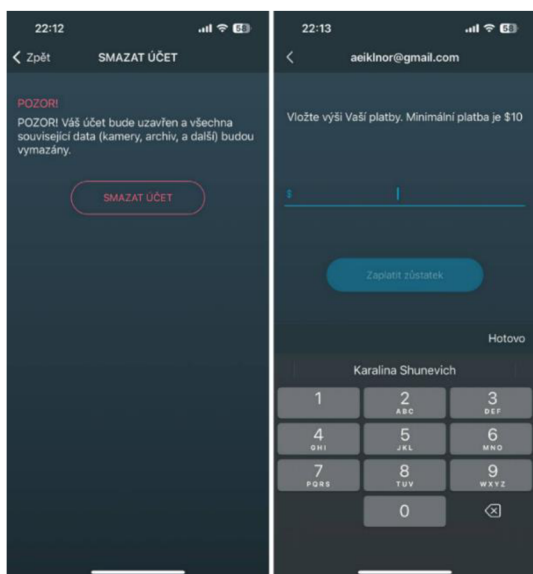 22:12
58
Zpět
SMAZAT ÚČET
POZOR!
POZOR! Váš účet bude uzavřen a všechna
související data (kamery, archiv, a další) budou
vymazány.
SMAZAT ÚČET
22:13
58
aeiklnor@gmail.com
Vložte výši Vaší platby. Minimální platba je $10
$
Zaplatit zůstatek
Hotovo
Karalina Shunevich
1
2
ABC
3
DEF
4
GHI
5
JKL
6
MNO
7
PQRS
8
TUV
9
WXYZ
0